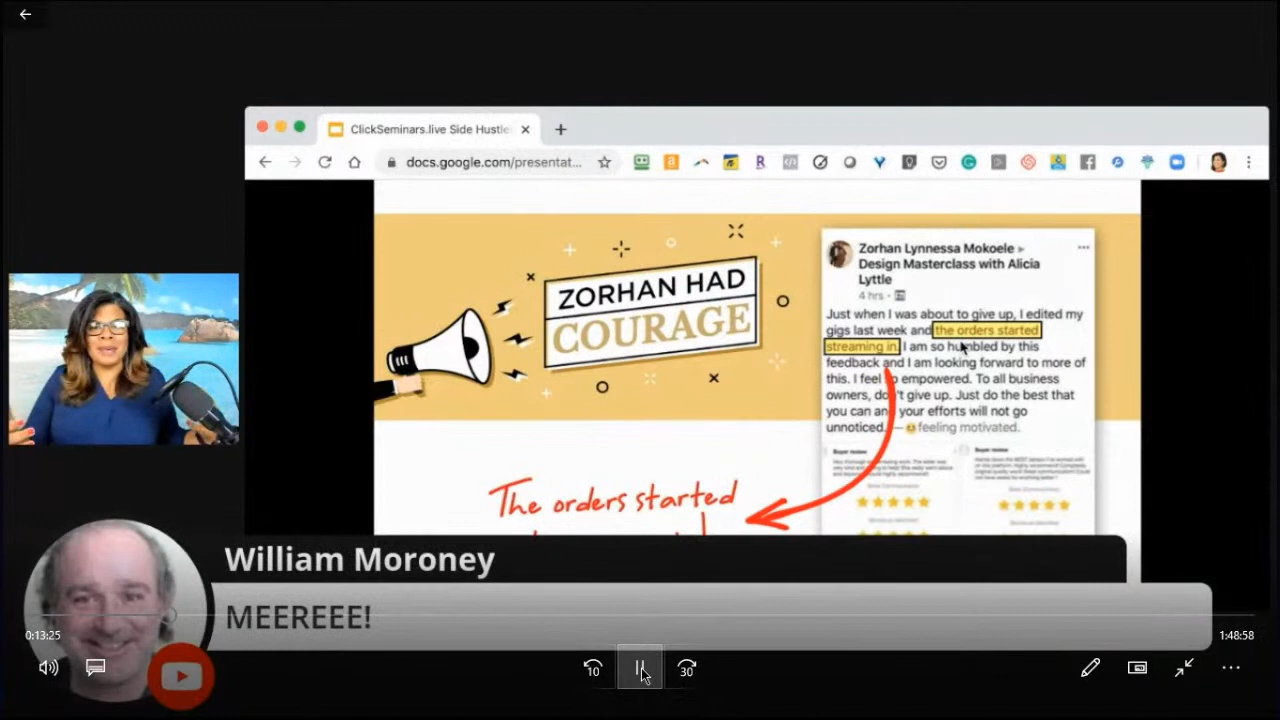 ClickSeminars.live Side Hustle
docs.google.com/presentat...
ZORHAN HAD
COURAGE
Zorhan Lynnessa Mokoele ▸
Design Masterclass with Alicia
Lyttle
4 hrs ·
Just when I was about to give up, I edited my
gigs last week and the orders started
streaming in. I am so humbled by this
feedback and I am looking forward to more of
this. I feel so empowered. To all business
owners, don't give up. Just do the best that
you can and your efforts will not go
unnoticed. — feeling motivated.
Buyer review
Buyer review
The orders started
William Moroney
MEEREEE!
0:13:25
1:48:58
10
30